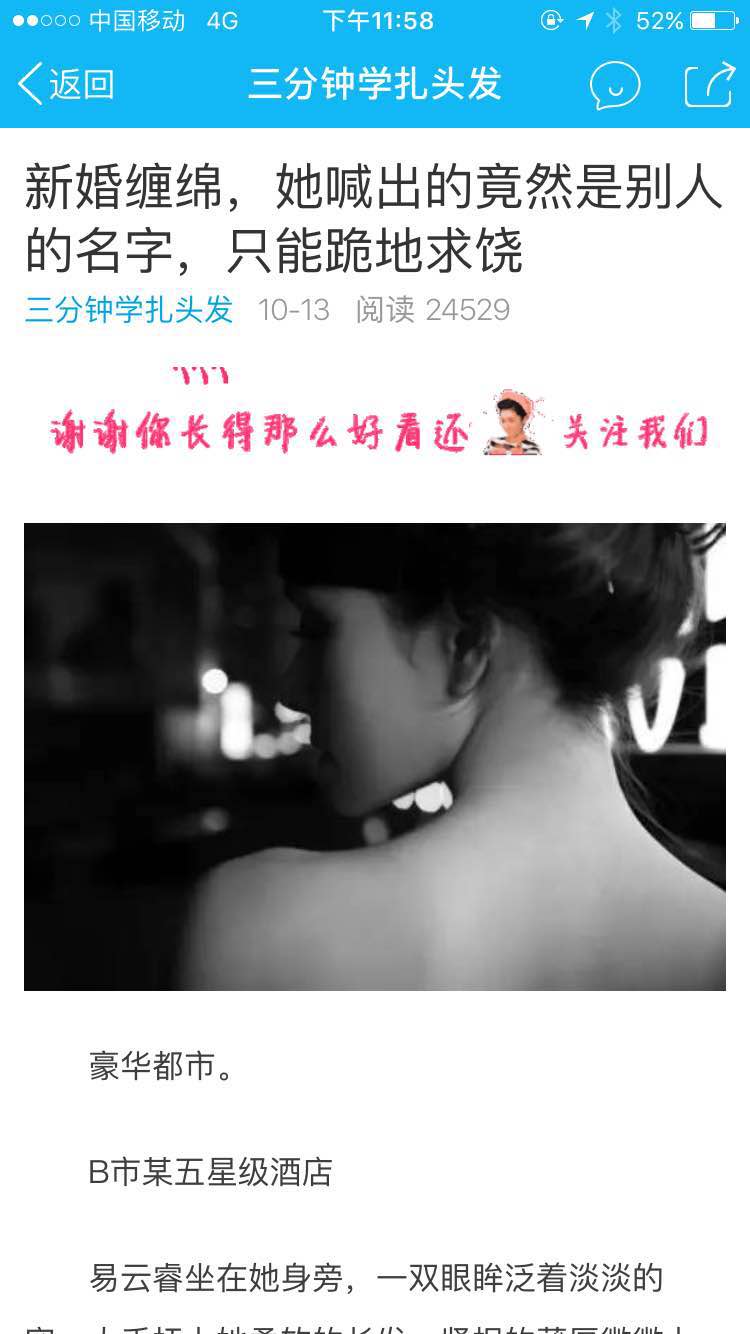 中国移动 4G 下午11:58 52%
返回 三分钟学扎头发
新婚缠绵，她喊出的竟然是别人
的名字，只能跪地求饶
三分钟学扎头发 10-13 阅读 24529
谢谢你长得那么好看还 关注我们
豪华都市。
B市某五星级酒店
易云睿坐在她身旁，一双眼眸泛着淡淡的